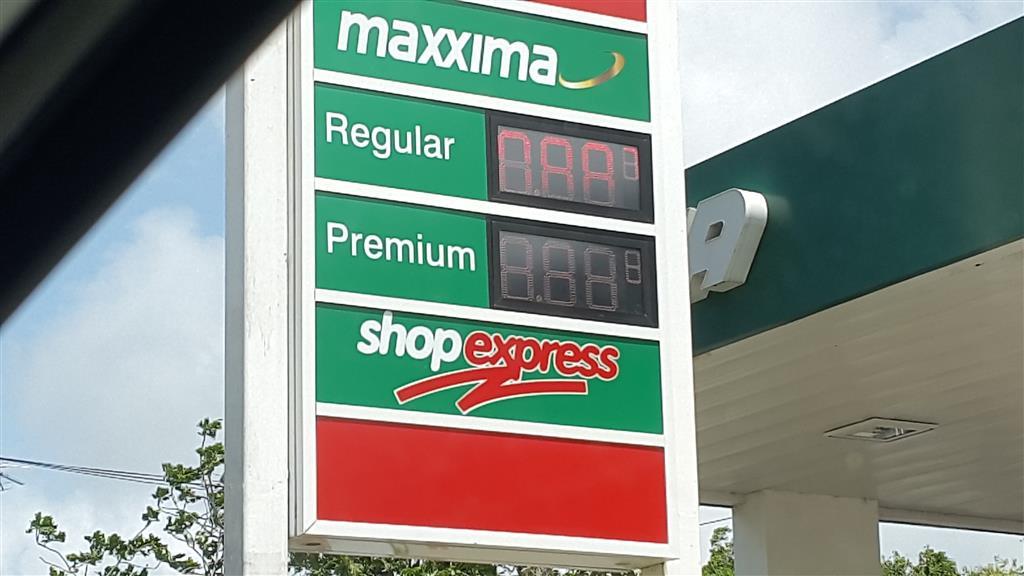 maxxima
Regular
Premium
shop express